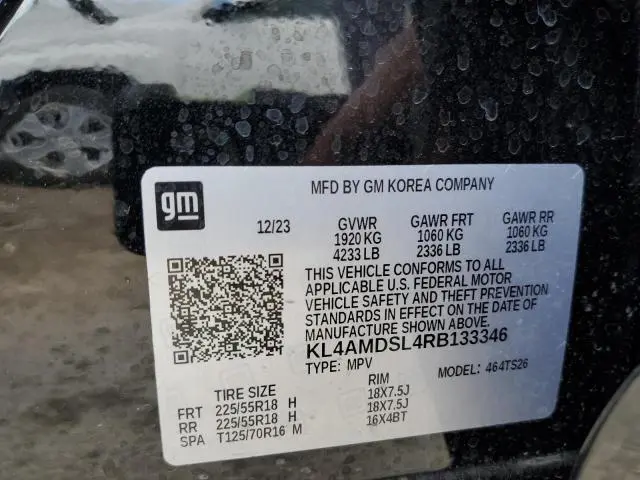 gm
MFD BY GM KOREA COMPANY
12/23 GVWR GAWR FRT GAWR RR
1920 KG 1060 KG 1060 KG
4233 LB 2336 LB 2336 LB
THIS VEHICLE CONFORMS TO ALL
APPLICABLE U.S. FEDERAL MOTOR
VEHICLE SAFETY AND THEFT PREVENTION
STANDARDS IN EFFECT ON THE DATE OF
MANUFACTURE SHOWN ABOVE.
KL4AMDSL4RB133346
TYPE: MPV MODEL: 464TS26
TIRE SIZE RIM
FRT 225/55R18 H 18X7.5J
RR 225/55R18 H 18X7.5J
SPA T125/70R16 M 16X4BT